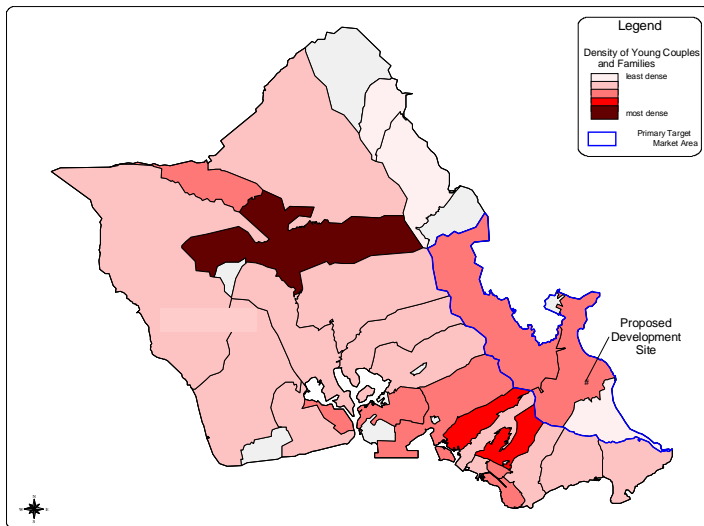 Legend
Density of Young Couples
and Families
least dense
most dense
Primary Target
Market Area
Proposed
Development
Site
N
W
E
S